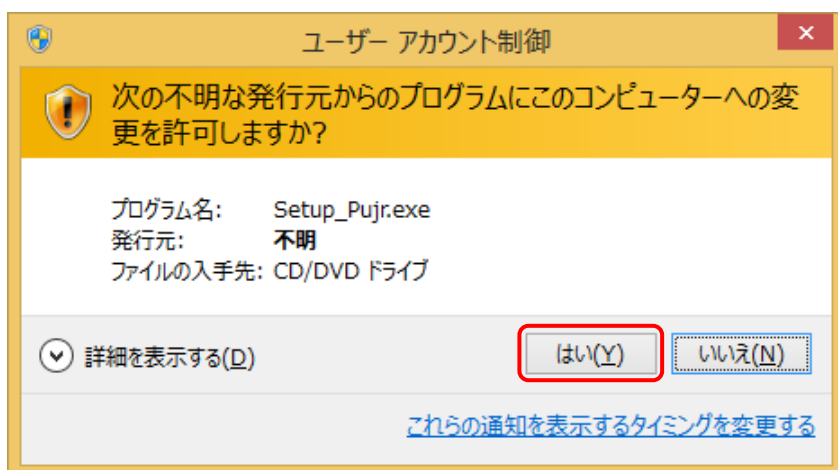 ユーザー アカウント制御
次の不明な発行元からのプログラムにこのコンピューターへの変
更を許可しますか?
プログラム名: Setup_Pujr.exe
発行元: 不明
ファイルの入手先: CD/DVD ドライブ
詳細を表示する(D) はい(Y) いいえ(N)
これらの通知を表示するタイミングを変更する